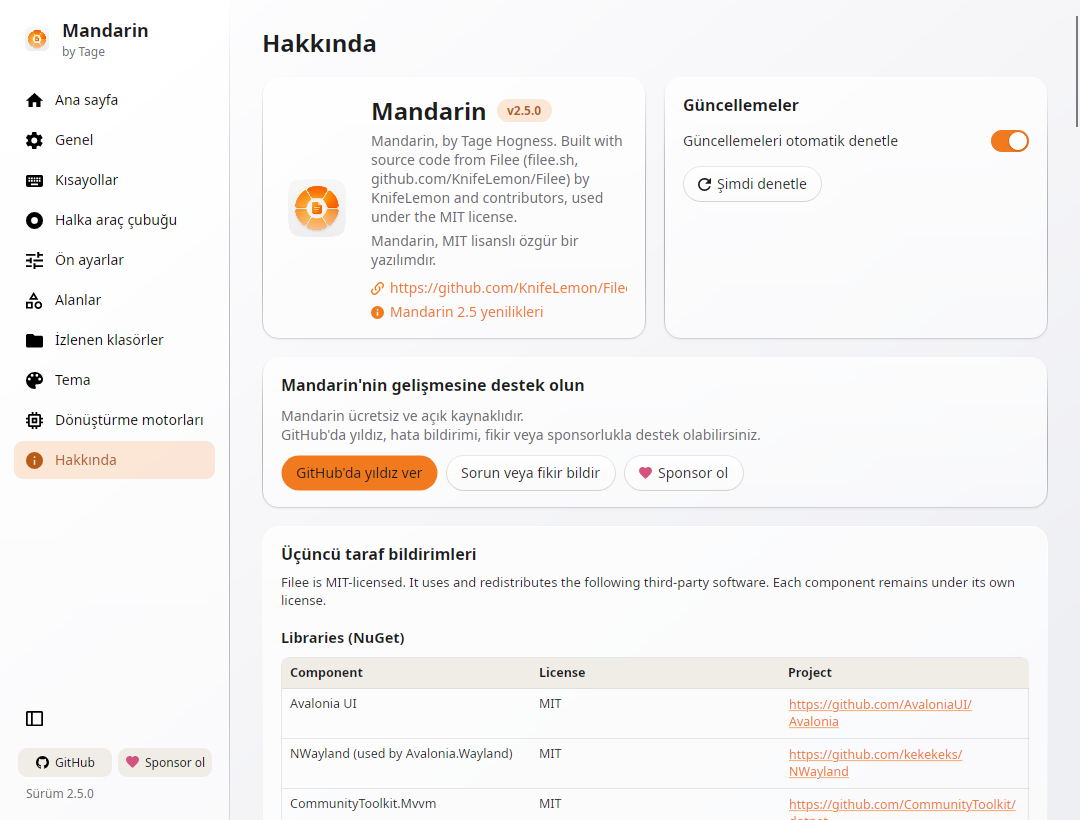 Mandarin
by Tage
Ana sayfa
Genel
Kısayollar
Halka araç çubuğu
Ön ayarlar
Alanlar
İzlenen klasörler
Tema
Dönüştürme motorları
Hakkında
GitHub
Sponsor ol
Sürüm 2.5.0
Hakkında
Mandarin v2.5.0
Mandarin, by Tage Hogness. Built with
source code from Filee (filee.sh,
github.com/KnifeLemon/Filee) by
KnifeLemon and contributors, used
under the MIT license.
Mandarin, MIT lisanslı özgür bir
yazılımdır.
https://github.com/KnifeLemon/Filee
Mandarin 2.5 yenilikleri
Güncellemeler
Güncellemeleri otomatik denetle
Şimdi denetle
Mandarin'nin gelişmesine destek olun
Mandarin ücretsiz ve açık kaynaklıdır.
GitHub'da yıldız, hata bildirimi, fikir veya sponsorlukla destek olabilirsiniz.
GitHub'da yıldız ver
Sorun veya fikir bildir
Sponsor ol
Üçüncü taraf bildirimleri
Filee is MIT-licensed. It uses and redistributes the following third-party software. Each component remains under its own
license.
Libraries (NuGet)
Component License Project
Avalonia UI MIT https://github.com/AvaloniaUI/
Avalonia
NWayland (used by Avalonia.Wayland) MIT https://github.com/kekekeks/
NWayland
CommunityToolkit.Mvvm MIT https://github.com/CommunityToolkit/